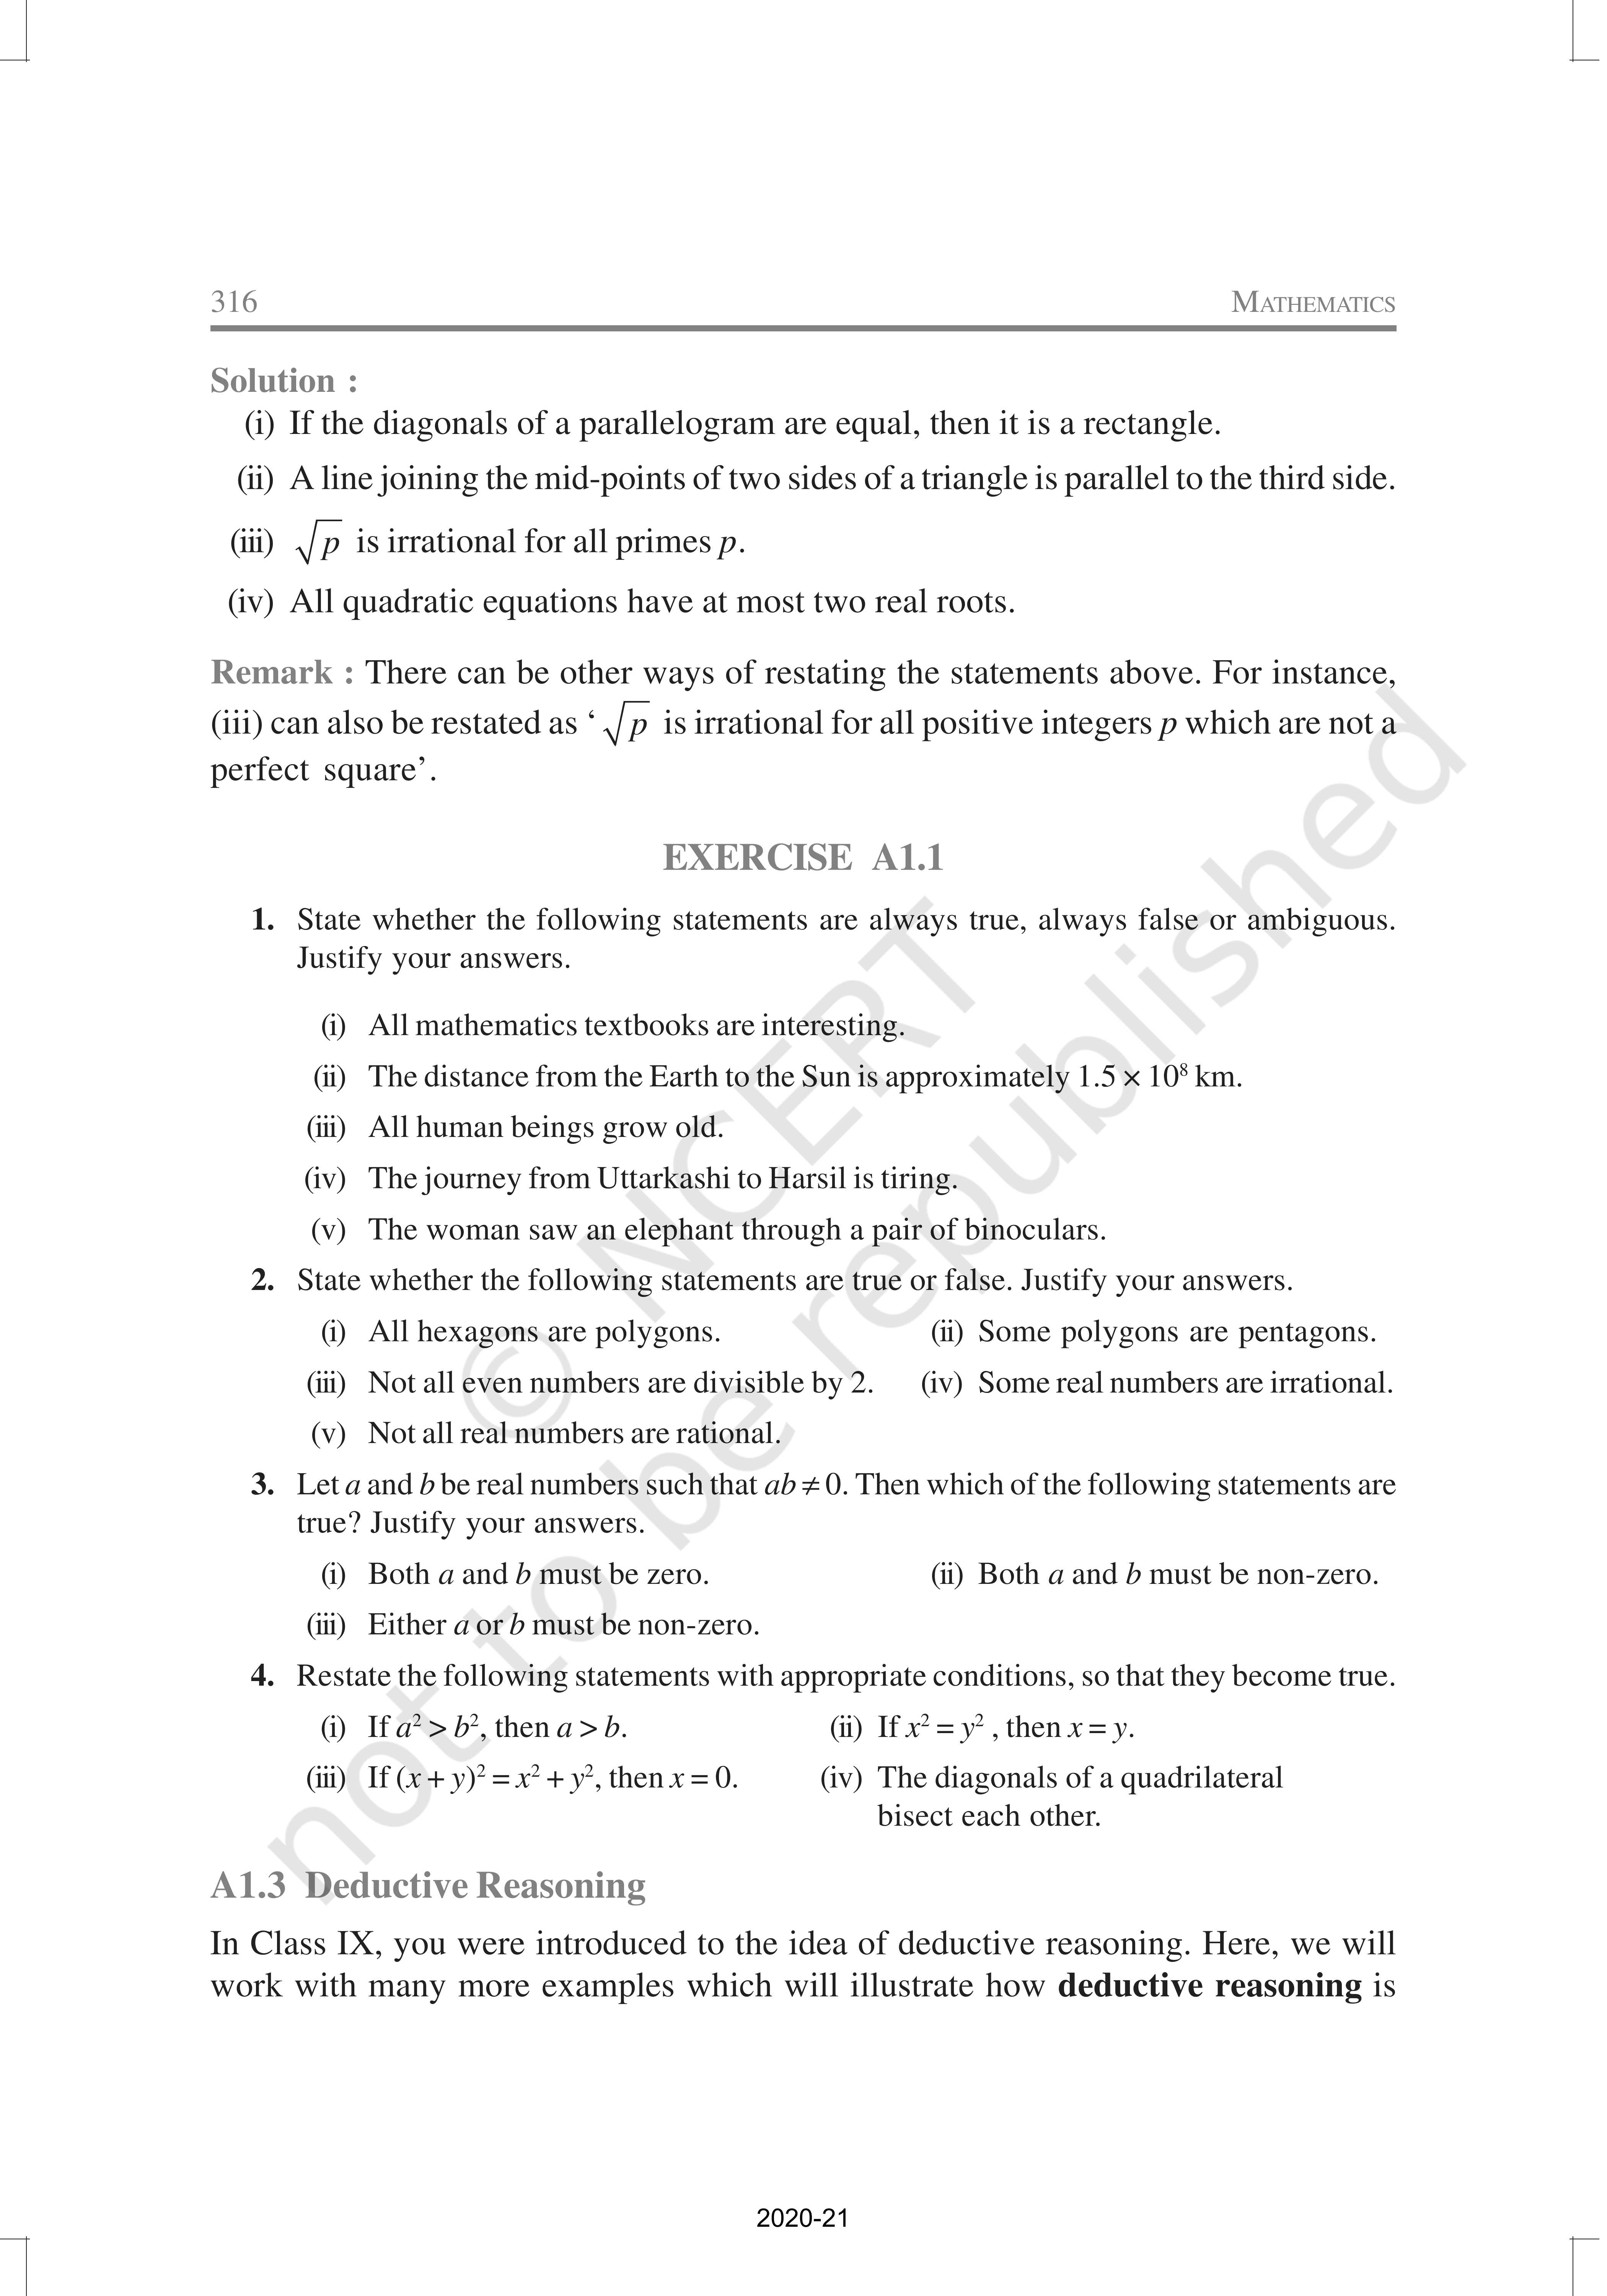 316 MATHEMATICS
Solution :
(i) If the diagonals of a parallelogram are equal, then it is a rectangle.
(ii) A line joining the mid-points of two sides of a triangle is parallel to the third side.
(iii) √p is irrational for all primes p.
(iv) All quadratic equations have at most two real roots.
Remark : There can be other ways of restating the statements above. For instance,
(iii) can also be restated as ‘√p is irrational for all positive integers p which are not a
perfect square’.
EXERCISE A1.1
1. State whether the following statements are always true, always false or ambiguous.
Justify your answers.
(i) All mathematics textbooks are interesting.
(ii) The distance from the Earth to the Sun is approximately 1.5 × 10⁸ km.
(iii) All human beings grow old.
(iv) The journey from Uttarkashi to Harsil is tiring.
(v) The woman saw an elephant through a pair of binoculars.
2. State whether the following statements are true or false. Justify your answers.
(i) All hexagons are polygons. (ii) Some polygons are pentagons.
(iii) Not all even numbers are divisible by 2. (iv) Some real numbers are irrational.
(v) Not all real numbers are rational.
3. Let a and b be real numbers such that ab ≠ 0. Then which of the following statements are
true? Justify your answers.
(i) Both a and b must be zero. (ii) Both a and b must be non-zero.
(iii) Either a or b must be non-zero.
4. Restate the following statements with appropriate conditions, so that they become true.
(i) If a² > b², then a > b. (ii) If x² = y² , then x = y.
(iii) If (x + y)² = x² + y², then x = 0. (iv) The diagonals of a quadrilateral
bisect each other.
A1.3 Deductive Reasoning
In Class IX, you were introduced to the idea of deductive reasoning. Here, we will
work with many more examples which will illustrate how deductive reasoning is
2020-21
© NCERT
not to be republished